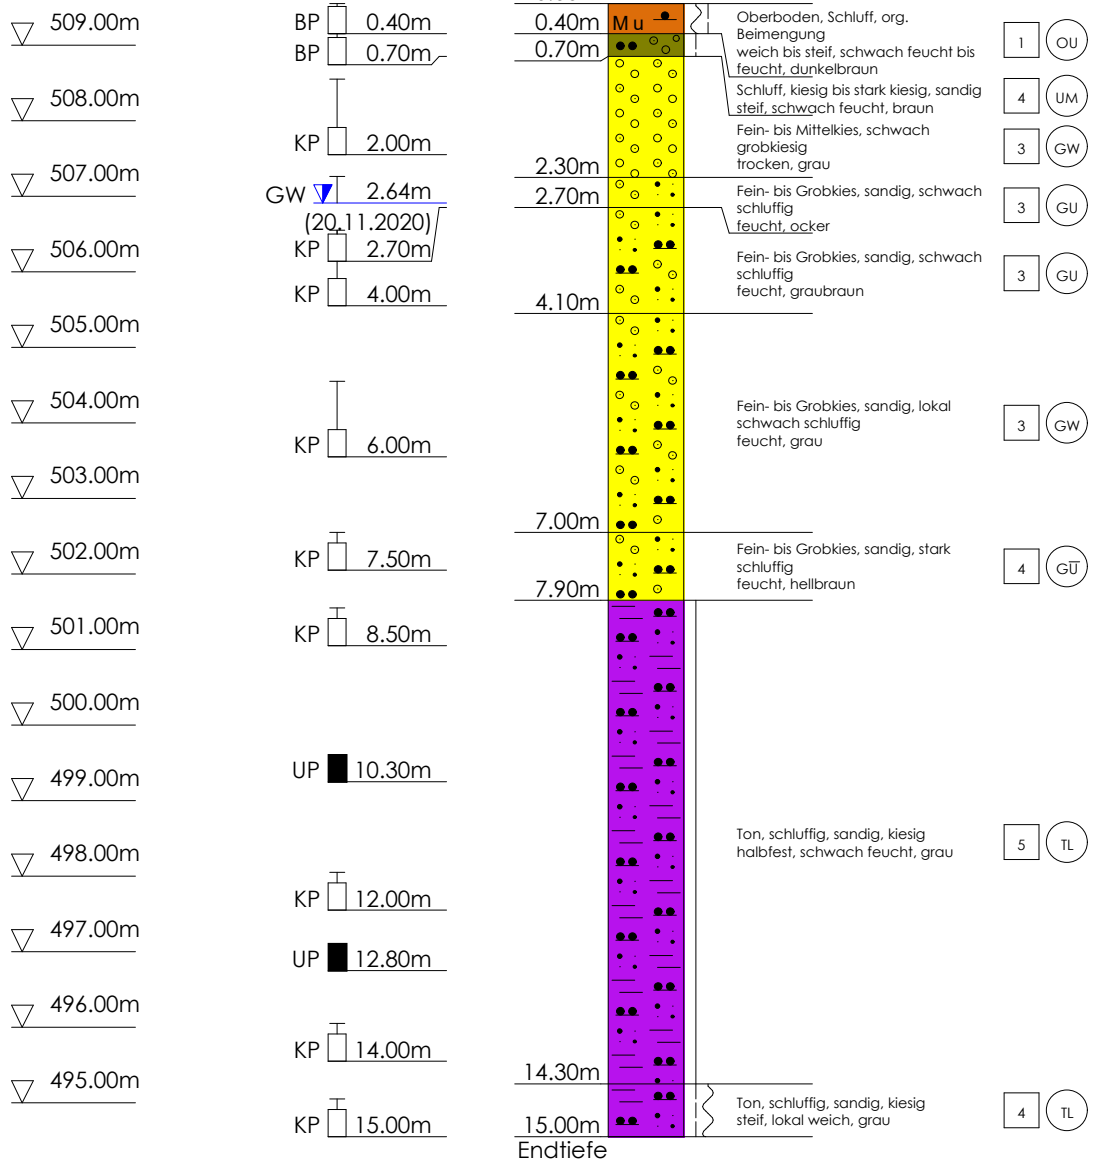 509.00m
508.00m
507.00m
506.00m
505.00m
504.00m
503.00m
502.00m
501.00m
500.00m
499.00m
498.00m
497.00m
496.00m
495.00m
BP 0.40m
BP 0.70m
KP 2.00m
GW 2.64m
(20.11.2020)
KP 2.70m
KP 4.00m
KP 6.00m
KP 7.50m
KP 8.50m
UP 10.30m
KP 12.00m
UP 12.80m
KP 14.00m
KP 15.00m
0.40m
Mu
0.70m
2.30m
2.70m
4.10m
7.00m
7.90m
14.30m
15.00m
Endtiefe
Oberboden, Schluff, org.
Beimengung
weich bis steif, schwach feucht bis
feucht, dunkelbraun
1 OU
Schluff, kiesig bis stark kiesig, sandig
steif, schwach feucht, braun
4 UM
Fein- bis Mittelkies, schwach
grobkiesig
trocken, grau
3 GW
Fein- bis Grobkies, sandig, schwach
schluffig
feucht, ocker
3 GU
Fein- bis Grobkies, sandig, schwach
schluffig
feucht, graubraun
3 GU
Fein- bis Grobkies, sandig, lokal
schwach schluffig
feucht, grau
3 GW
Fein- bis Grobkies, sandig, stark
schluffig
feucht, hellbraun
4 GU̅
Ton, schluffig, sandig, kiesig
halbfest, schwach feucht, grau
5 TL
Ton, schluffig, sandig, kiesig
steif, lokal weich, grau
4 TL